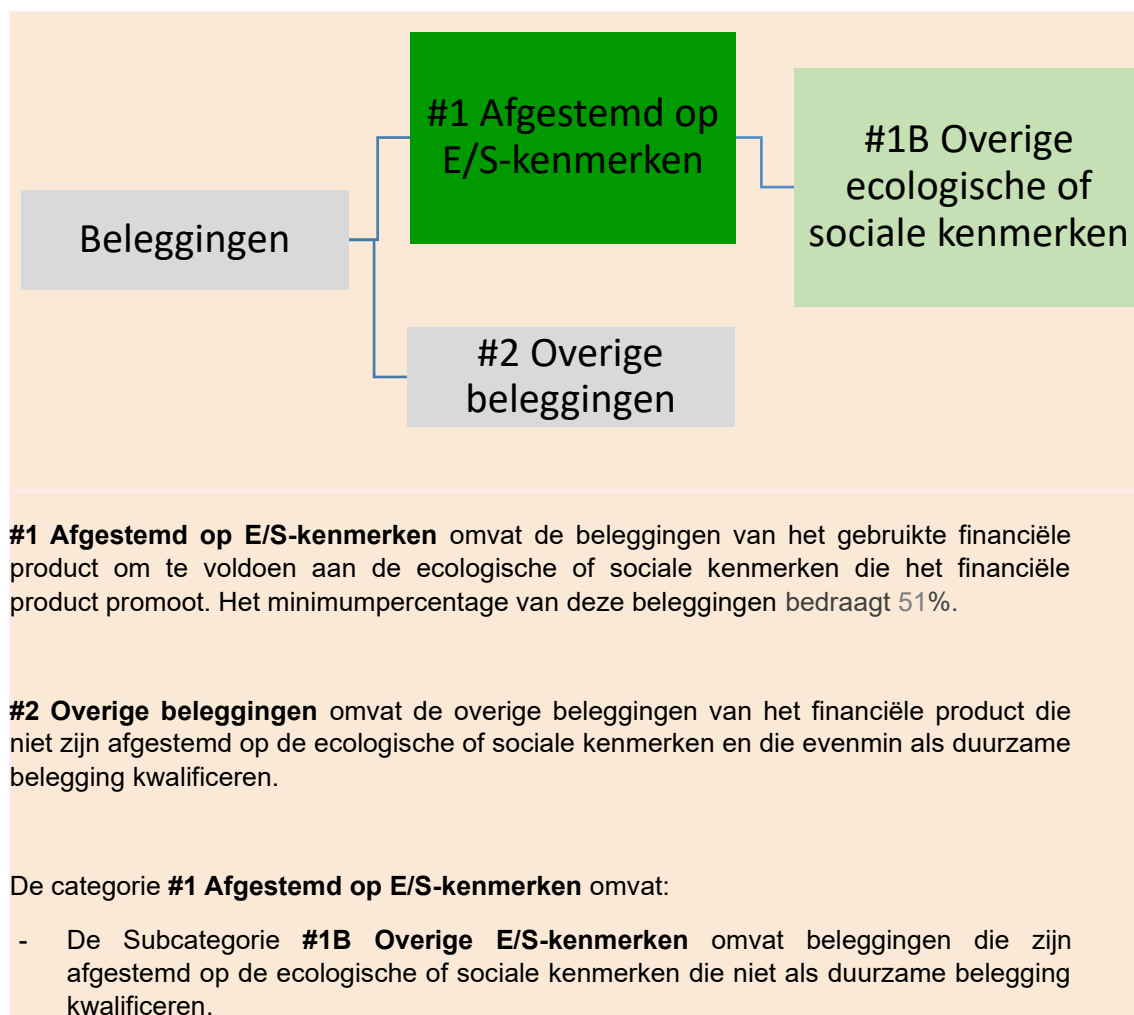 #1 Afgestemd op
E/S-kenmerken
#1B Overige
ecologische of
sociale kenmerken
Beleggingen
#2 Overige
beleggingen
#1 Afgestemd op E/S-kenmerken omvat de beleggingen van het gebruikte financiële
product om te voldoen aan de ecologische of sociale kenmerken die het financiële
product promoot. Het minimumpercentage van deze beleggingen bedraagt 51%.
#2 Overige beleggingen omvat de overige beleggingen van het financiële product die
niet zijn afgestemd op de ecologische of sociale kenmerken en die evenmin als duurzame
belegging kwalificeren.
De categorie #1 Afgestemd op E/S-kenmerken omvat:
- De Subcategorie #1B Overige E/S-kenmerken omvat beleggingen die zijn
afgestemd op de ecologische of sociale kenmerken die niet als duurzame belegging
kwalificeren.